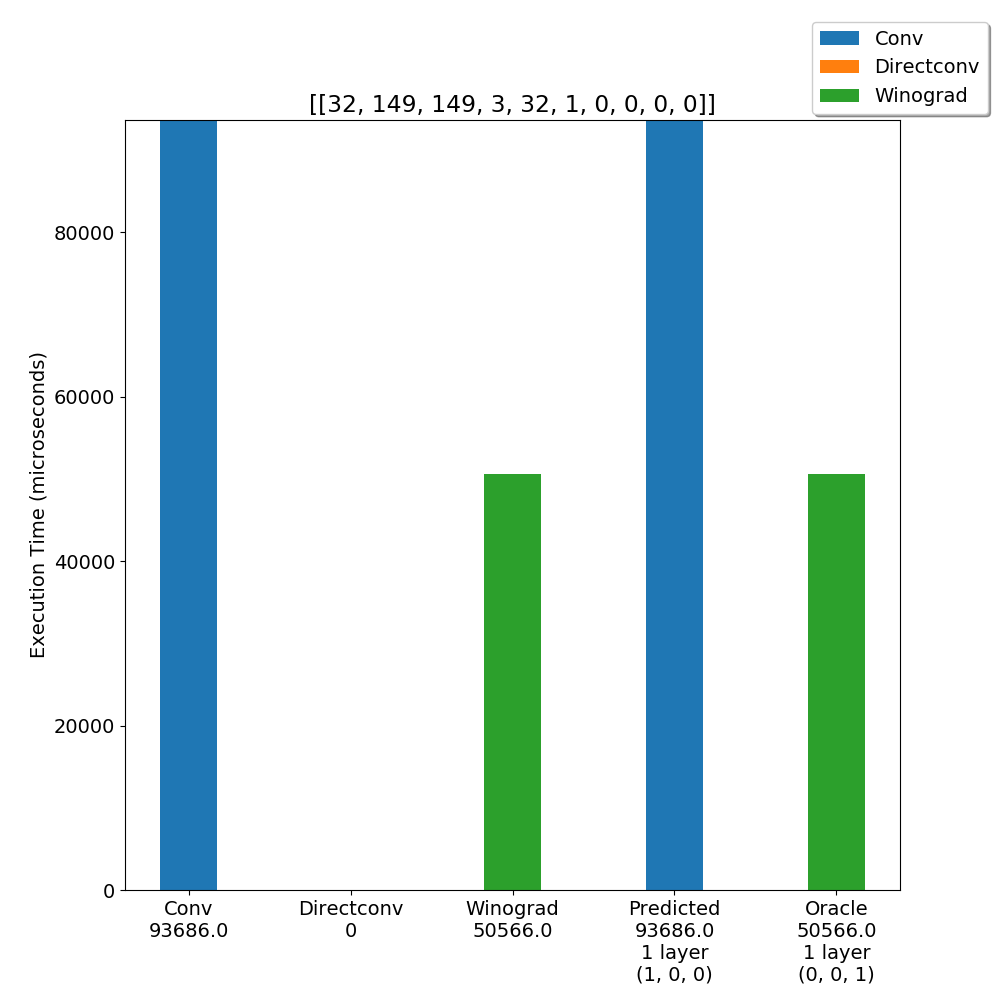 Conv
Directconv
Winograd
[[32, 149, 149, 3, 32, 1, 0, 0, 0, 0]]
Execution Time (microseconds)
80000
60000
40000
20000
0
Conv
93686.0
Directconv
0
Winograd
50566.0
Predicted
93686.0
1 layer
(1, 0, 0)
Oracle
50566.0
1 layer
(0, 0, 1)